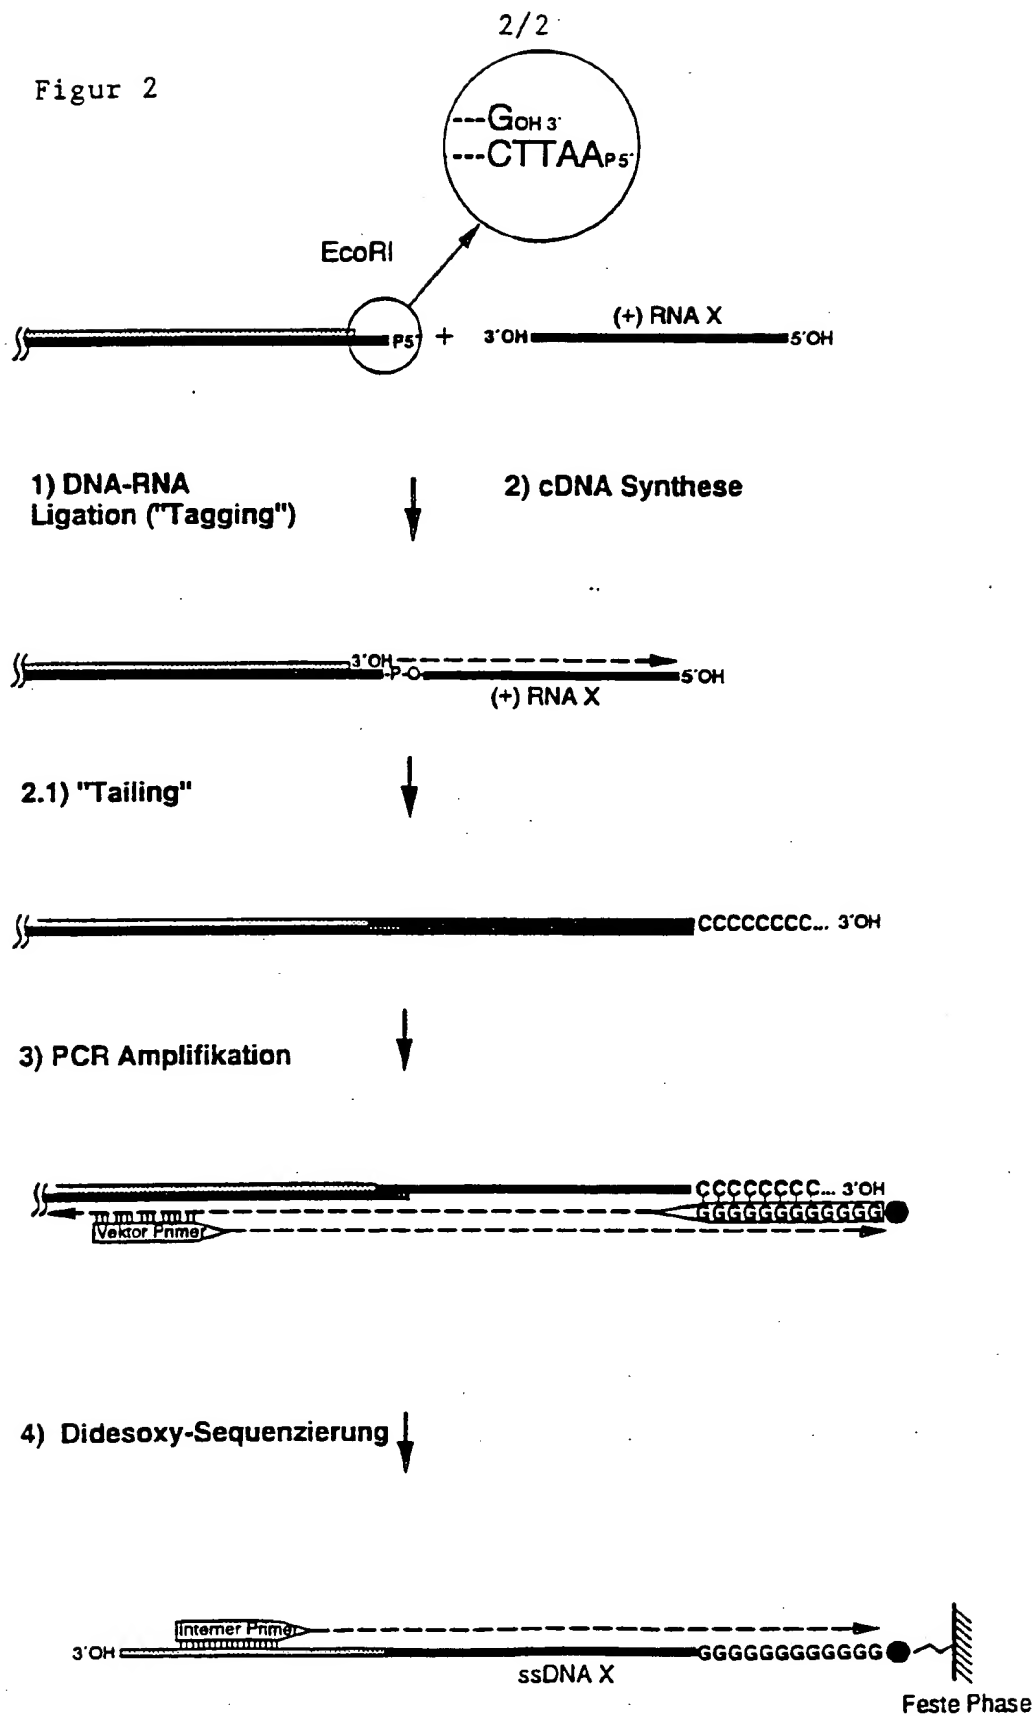 2/2
Figur 2
---GOH 3'
---CTTAAP 5'
EcoRI
P5' + 3'OH (+) RNA X 5'OH
1) DNA-RNA
Ligation ("Tagging")
2) cDNA Synthese
3'OH
-P-O
5'OH
(+) RNA X
2.1) "Tailing"
CCCCCCCC... 3'OH
3) PCR Amplifikation
CCCCCCCC... 3'OH
GGGGGGGGGGGG
Vektor Primer
4) Didesoxy-Sequenzierung
Interner Primer
3'OH GGGGGGGGGGGG
ssDNA X
Feste Phase